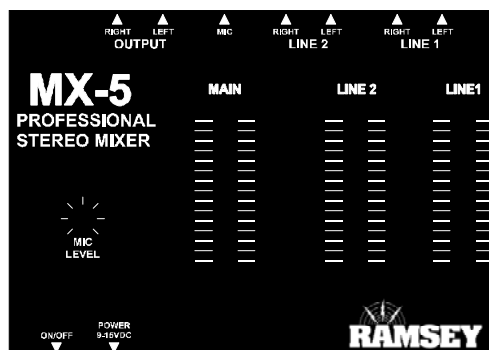 RIGHT LEFT MIC RIGHT LEFT RIGHT LEFT
OUTPUT LINE 2 LINE 1
MX-5
PROFESSIONAL
STEREO MIXER
MAIN LINE 2 LINE1
MIC
LEVEL
ON/OFF
POWER
9-15VDC
RAMSEY